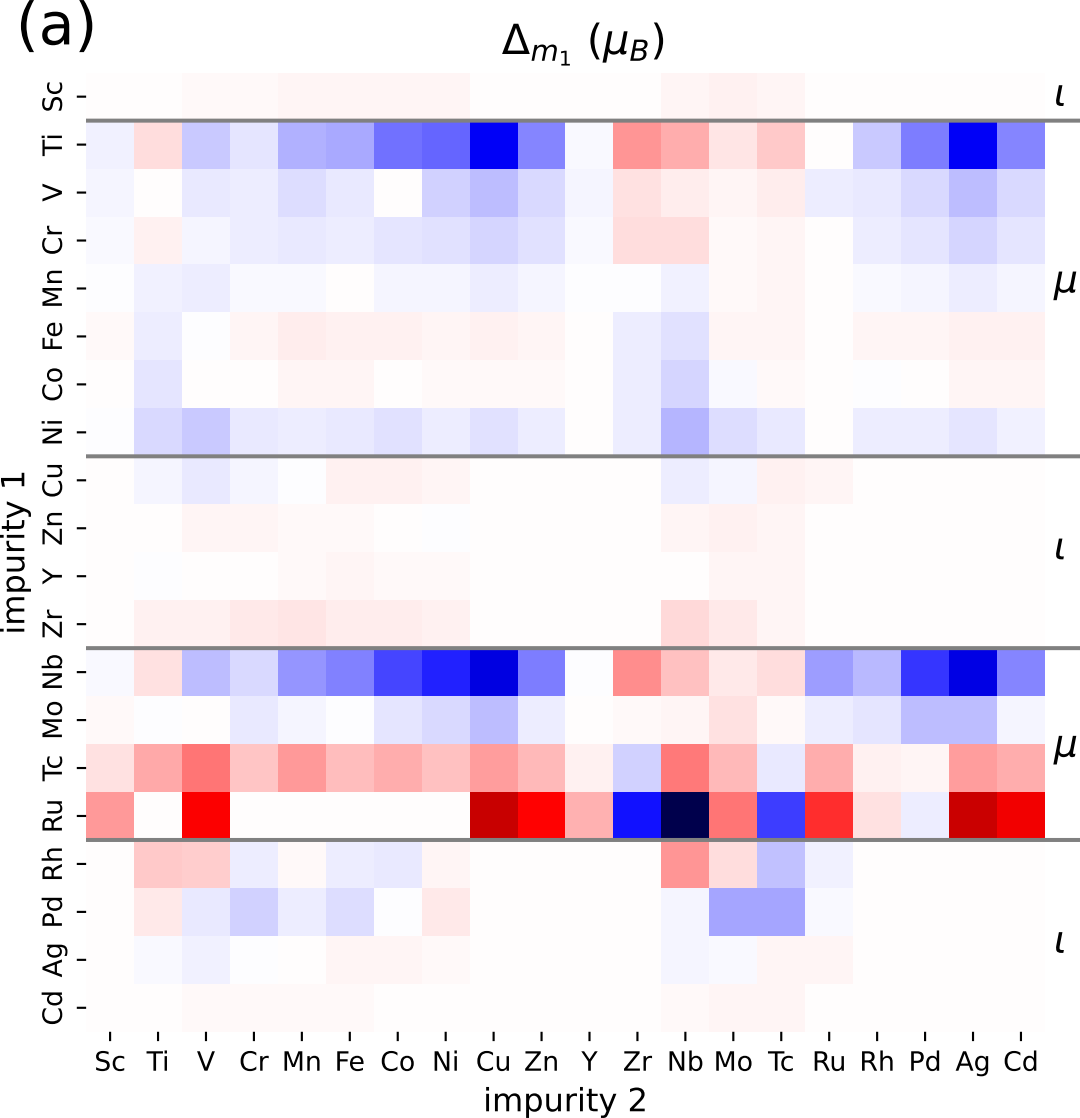 (a)
Δm₁ (μB)
impurity 1
Sc
Ti
V
Cr
Mn
Fe
Co
Ni
Cu
Zn
Y
Zr
Nb
Mo
Tc
Ru
Rh
Pd
Ag
Cd
ι
μ
ι
μ
ι
Sc Ti V Cr Mn Fe Co Ni Cu Zn Y Zr Nb Mo Tc Ru Rh Pd Ag Cd
impurity 2